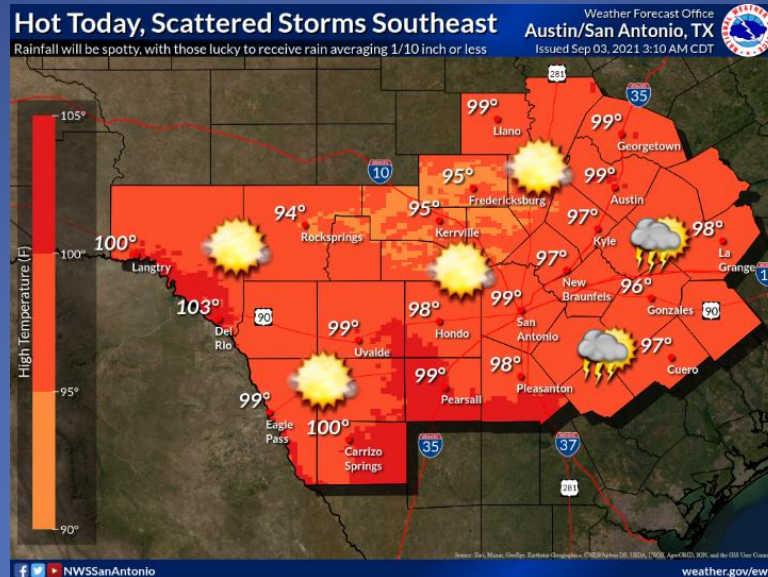 Hot Today, Scattered Storms Southeast
Rainfall will be spotty, with those lucky to receive rain averaging 1/10 inch or less
Weather Forecast Office
Austin/San Antonio, TX
Issued Sep 03, 2021 3:10 AM CDT
High Temperature (F)
105°
100°
95°
90°
281
35
10
99°
Llano
99°
Georgetown
95°
Fredericksburg
99°
Austin
94°
Rocksprings
95°
Kerrville
97°
Kyle
98°
La
Grange
100°
Langtry
97°
New
Braunfels
96°
Gonzales
90
103°
Del
Rio
90
99°
Uvalde
98°
Hondo
99°
San
Antonio
97°
Cuero
99°
Pearsall
98°
Pleasanton
99°
Eagle
Pass
100°
Carrizo
Springs
35
37
281
NWSSanAntonio
weather.gov/ew